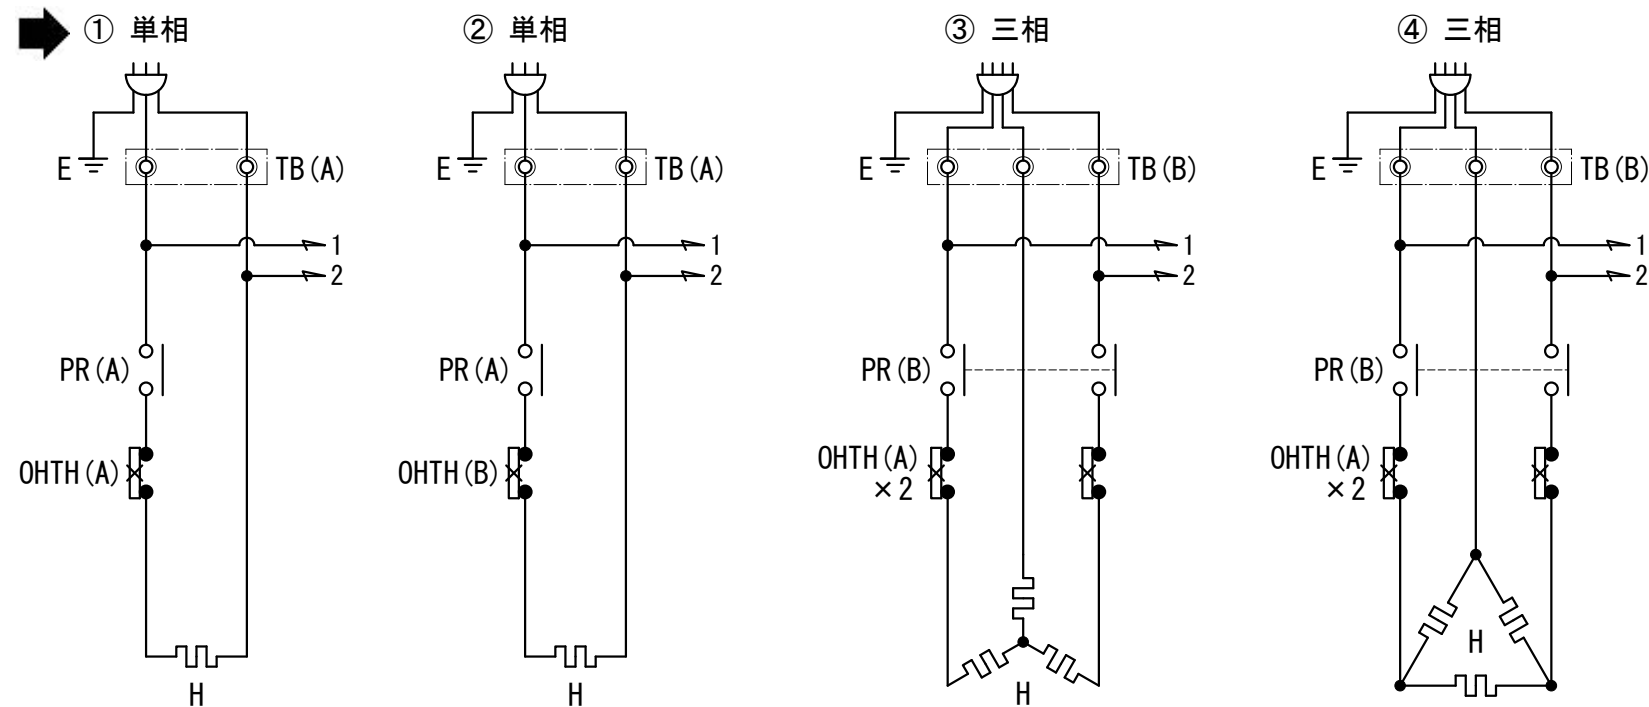 ① 単相
E
TB(A)
1
2
PR(A)
OHTH(A)
H
② 単相
E
TB(A)
1
2
PR(A)
OHTH(B)
H
③ 三相
E
TB(B)
1
2
PR(B)
OHTH(A)
×2
H
④ 三相
E
TB(B)
1
2
PR(B)
OHTH(A)
×2
H